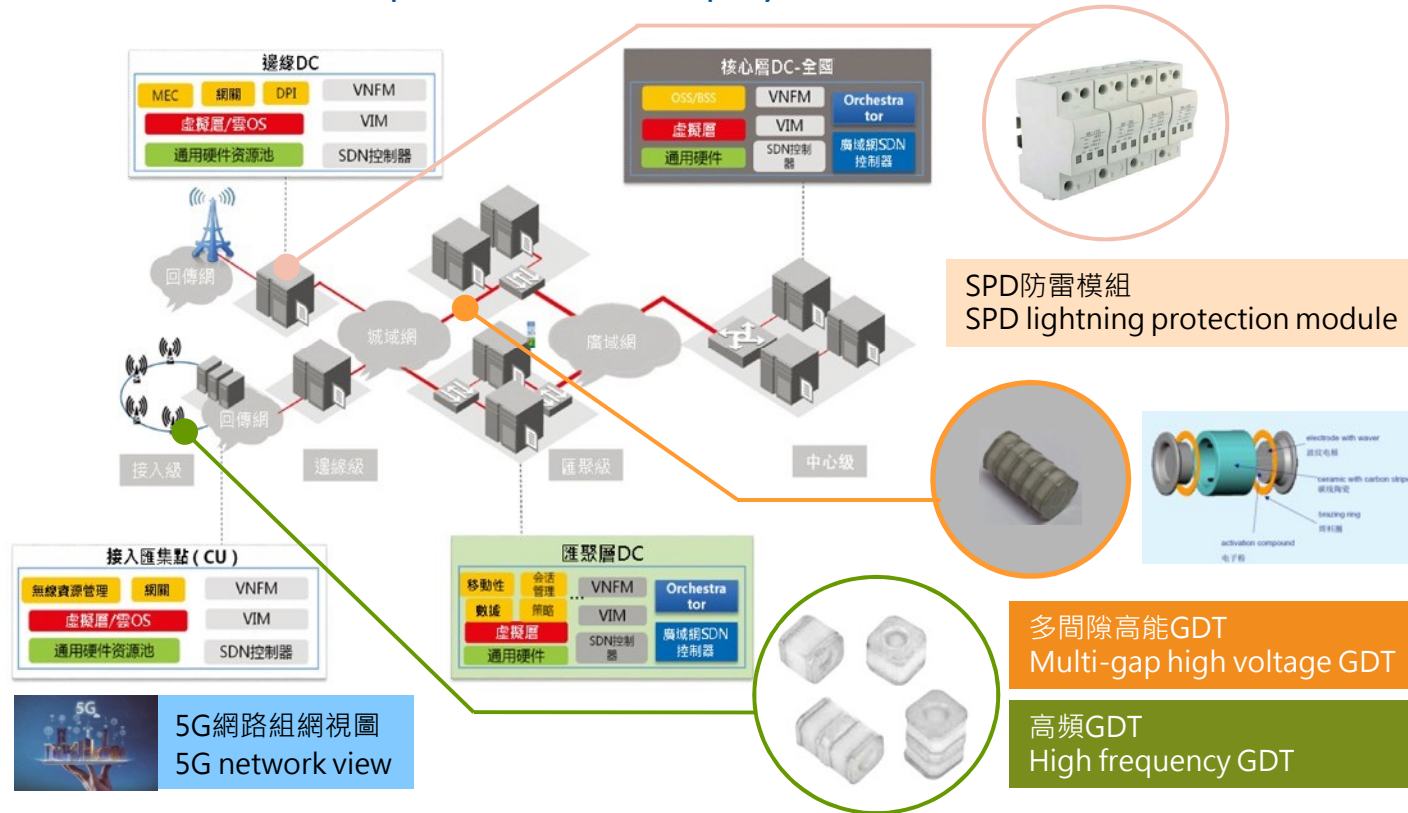 邊緣DC
MEC
網關
DPI
VNFM
虛擬層/雲OS
VIM
通用硬件资源池
SDN控制器
核心層DC-全國
OSS/BSS
VNFM
Orchestra
tor
虛擬層
VIM
通用硬件
SDN控制
器
廣域網SDN
控制器
回傳網
城域網
廣域網
回傳網
接入級
邊緣級
匯聚級
中心级
SPD防雷模組
SPD lightning protection module
electrode with waver
ceramic with carbon stripe
brazing ring
activation compound
电子粉
接入匯集點(CU)
無線資源管理
網關
VNFM
虛擬層/雲OS
VIM
通用硬件资源池
SDN控制器
匯聚層DC
移動性
会活
管理
...
VNFM
Orchestra
tor
數據
策略
VIM
虛擬層
通用硬件
SDN控制
器
廣域網SDN
控制器
多間隙高能GDT
Multi-gap high voltage GDT
高頻GDT
High frequency GDT
5G
5G網路組網視圖
5G network view